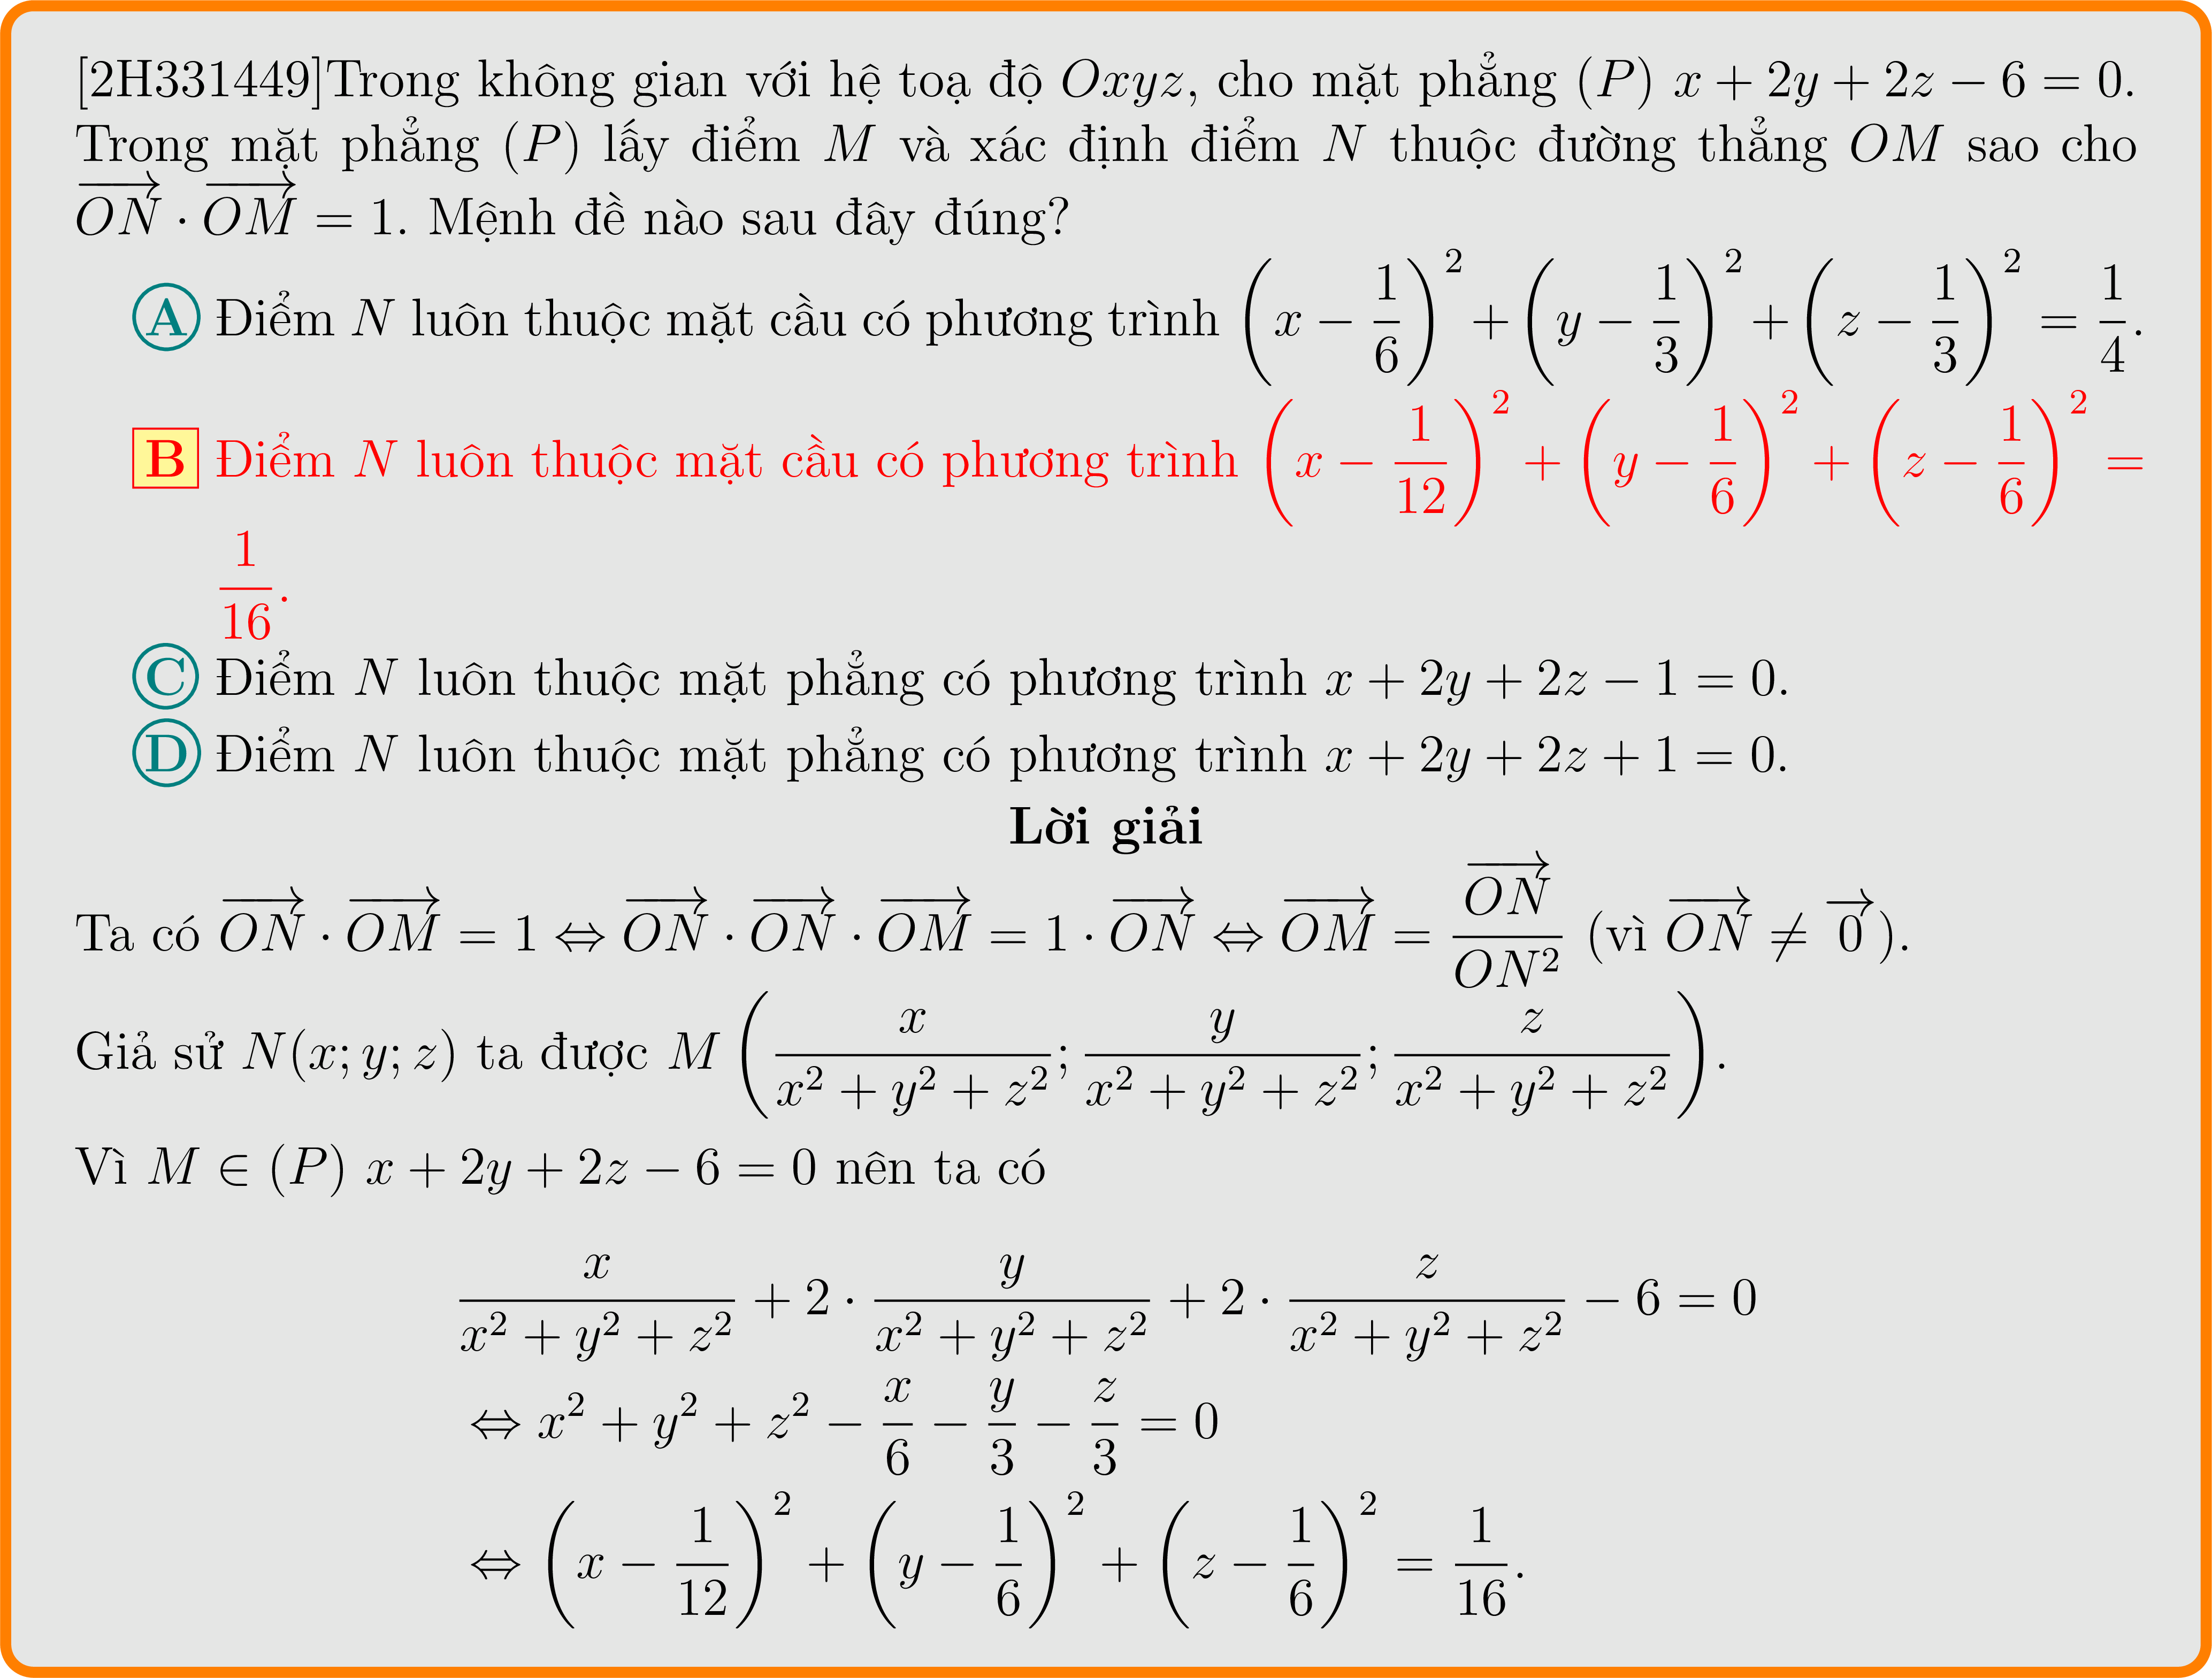 [2H331449]Trong không gian với hệ toạ độ Oxyz, cho mặt phẳng (P) x + 2y + 2z − 6 = 0.
Trong mặt phẳng (P) lấy điểm M và xác định điểm N thuộc đường thẳng OM sao cho
$\overrightarrow{ON} \cdot \overrightarrow{OM} = 1$. Mệnh đề nào sau đây đúng?
A Điểm N luôn thuộc mặt cầu có phương trình $\left(x - \frac{1}{6}\right)^2 + \left(y - \frac{1}{3}\right)^2 + \left(z - \frac{1}{3}\right)^2 = \frac{1}{4}$.
B Điểm N luôn thuộc mặt cầu có phương trình $\left(x - \frac{1}{12}\right)^2 + \left(y - \frac{1}{6}\right)^2 + \left(z - \frac{1}{6}\right)^2 =$
$\frac{1}{16}$.
C Điểm N luôn thuộc mặt phẳng có phương trình x + 2y + 2z − 1 = 0.
D Điểm N luôn thuộc mặt phẳng có phương trình x + 2y + 2z + 1 = 0.
Lời giải
Ta có $\overrightarrow{ON} \cdot \overrightarrow{OM} = 1 \Leftrightarrow \overrightarrow{ON} \cdot \overrightarrow{ON} \cdot \overrightarrow{OM} = 1 \cdot \overrightarrow{ON} \Leftrightarrow \overrightarrow{OM} = \frac{\overrightarrow{ON}}{ON^2}$ (vì $\overrightarrow{ON} \neq \overrightarrow{0}$).
Giả sử N(x; y; z) ta được $M\left(\frac{x}{x^2 + y^2 + z^2}; \frac{y}{x^2 + y^2 + z^2}; \frac{z}{x^2 + y^2 + z^2}\right)$.
Vì M ∈ (P) x + 2y + 2z − 6 = 0 nên ta có
$\frac{x}{x^2 + y^2 + z^2} + 2 \cdot \frac{y}{x^2 + y^2 + z^2} + 2 \cdot \frac{z}{x^2 + y^2 + z^2} - 6 = 0$
$\Leftrightarrow x^2 + y^2 + z^2 - \frac{x}{6} - \frac{y}{3} - \frac{z}{3} = 0$
$\Leftrightarrow \left(x - \frac{1}{12}\right)^2 + \left(y - \frac{1}{6}\right)^2 + \left(z - \frac{1}{6}\right)^2 = \frac{1}{16}$.